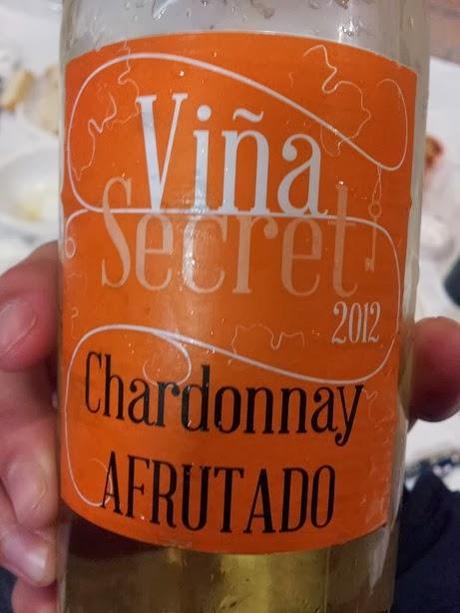 Viña
Secret
2012
Chardonnay
AFRUTADO